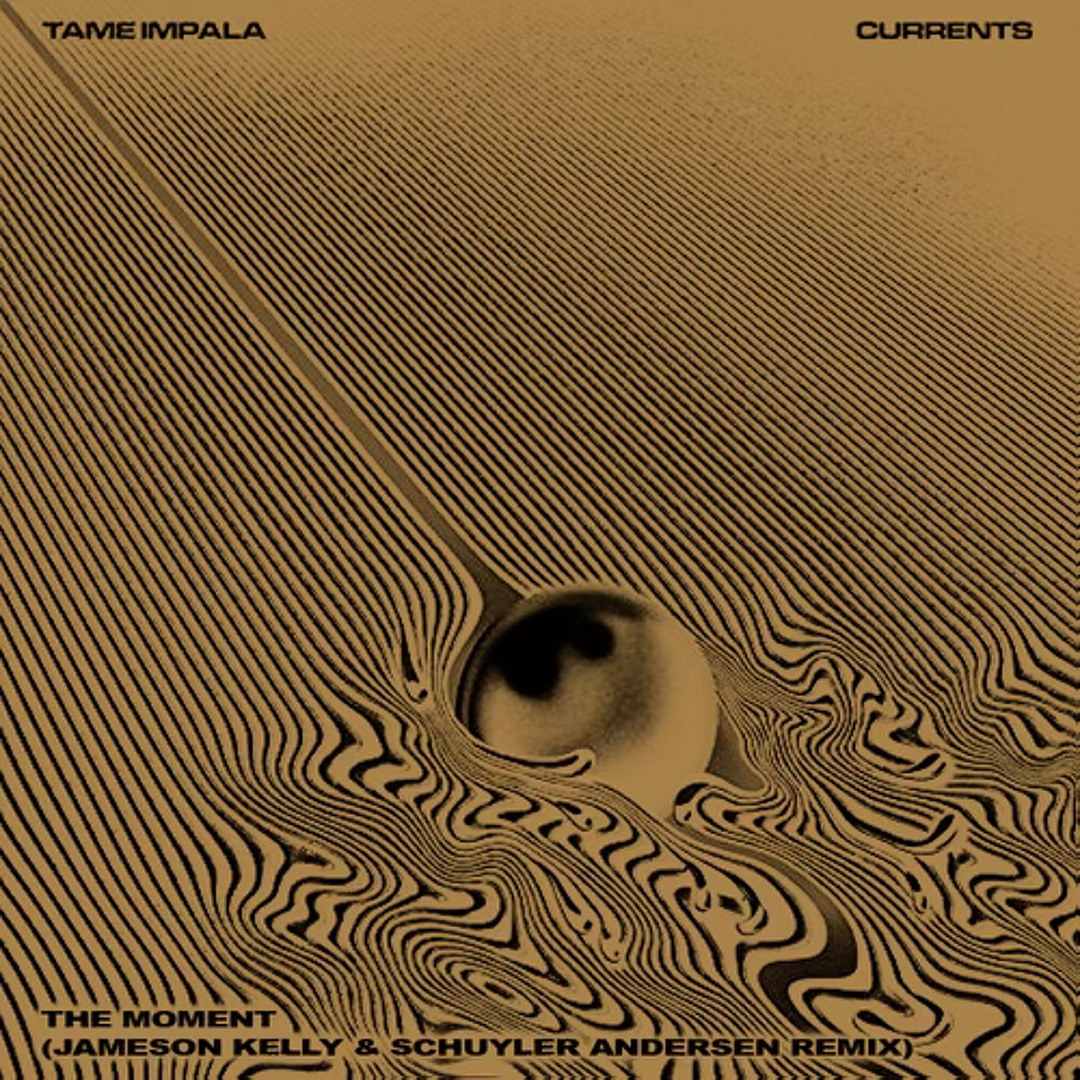 TAME IMPALA
CURRENTS
THE MOMENT
(JAMESON KELLY & SCHUYLER ANDERSEN REMIX)